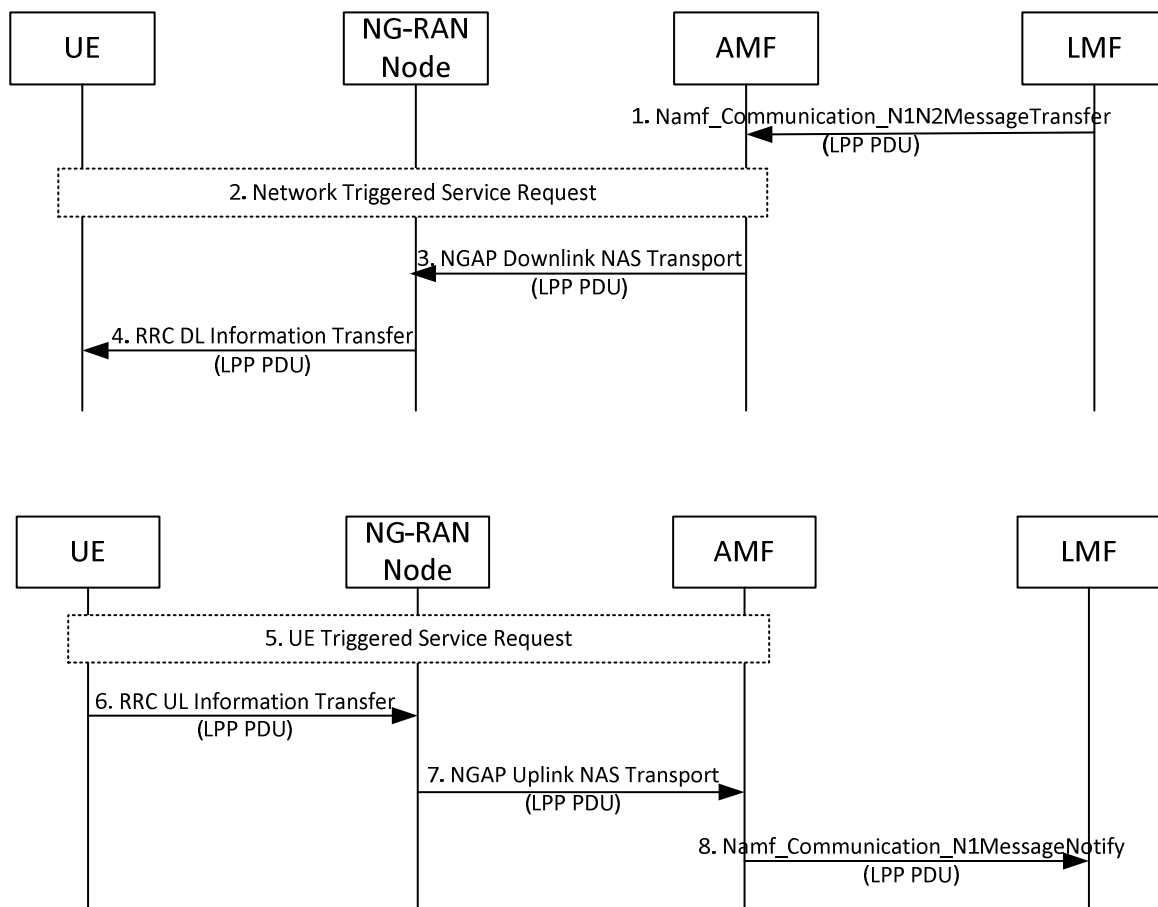 UE
NG-RAN
Node
AMF
LMF
1. Namf_Communication_N1N2MessageTransfer
(LPP PDU)
2. Network Triggered Service Request
3. NGAP Downlink NAS Transport
(LPP PDU)
4. RRC DL Information Transfer
(LPP PDU)
UE
NG-RAN
Node
AMF
LMF
5. UE Triggered Service Request
6. RRC UL Information Transfer
(LPP PDU)
7. NGAP Uplink NAS Transport
(LPP PDU)
8. Namf_Communication_N1MessageNotify
(LPP PDU)